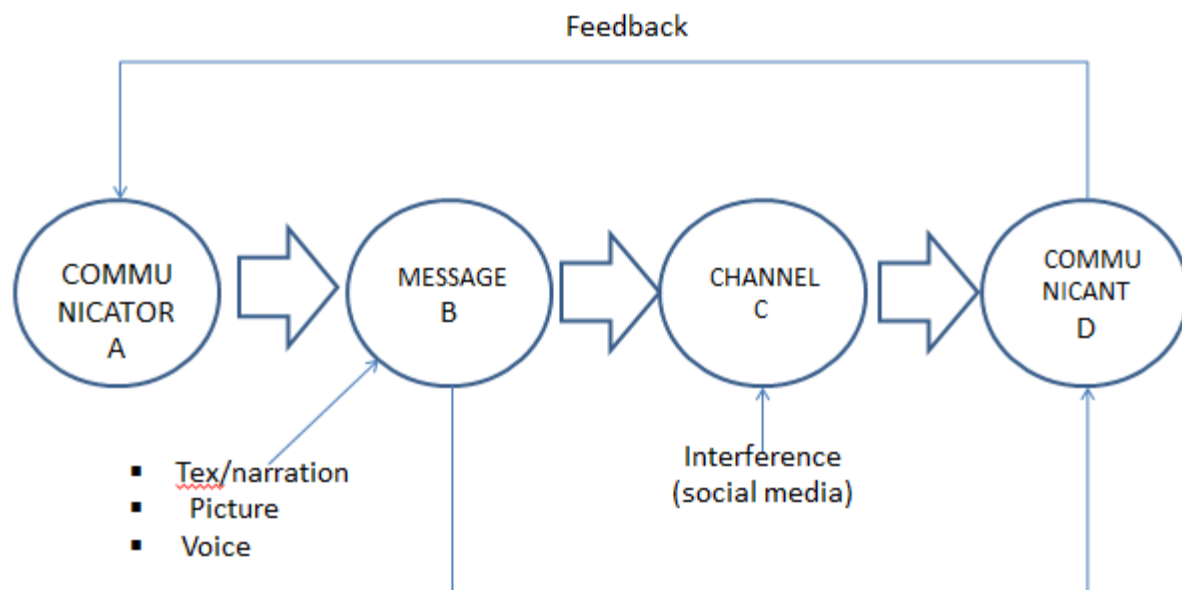 Feedback
COMMU
NICATOR
A
MESSAGE
B
CHANNEL
C
COMMU
NICANT
D
▪ Tex/narration
▪ Picture
▪ Voice
Interference
(social media)